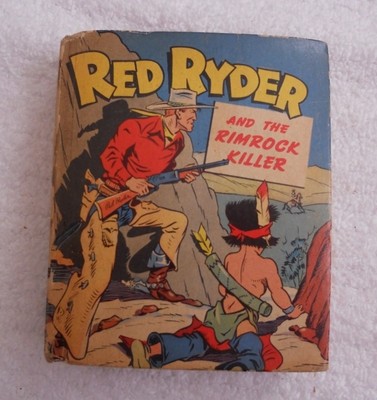 RED RYDER
AND THE
RIMROCK
KILLER